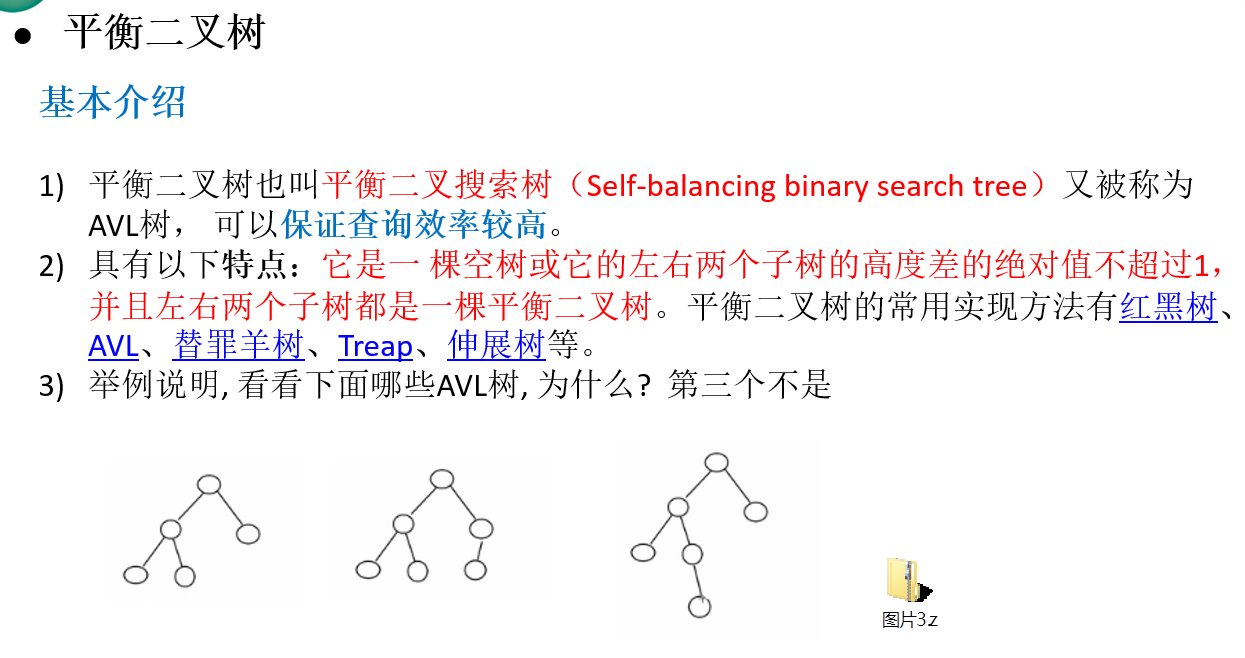 • 平衡二叉树
基本介绍
1) 平衡二叉树也叫平衡二叉搜索树（Self-balancing binary search tree）又被称为
AVL树， 可以保证查询效率较高。
2) 具有以下特点：它是一 棵空树或它的左右两个子树的高度差的绝对值不超过1，
并且左右两个子树都是一棵平衡二叉树。平衡二叉树的常用实现方法有红黑树、
AVL、替罪羊树、Treap、伸展树等。
3) 举例说明, 看看下面哪些AVL树, 为什么? 第三个不是
图片3.z